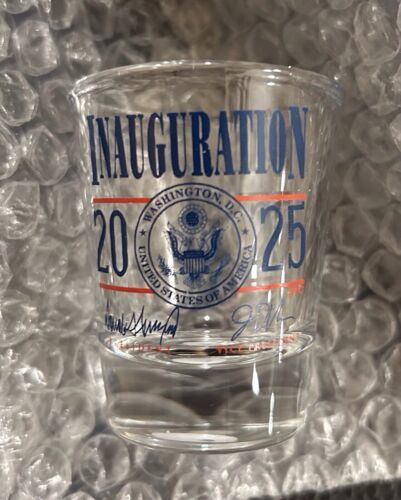 INAUGURATION
20 25
WASHINGTON, D.C.
UNITED STATES OF AMERICA